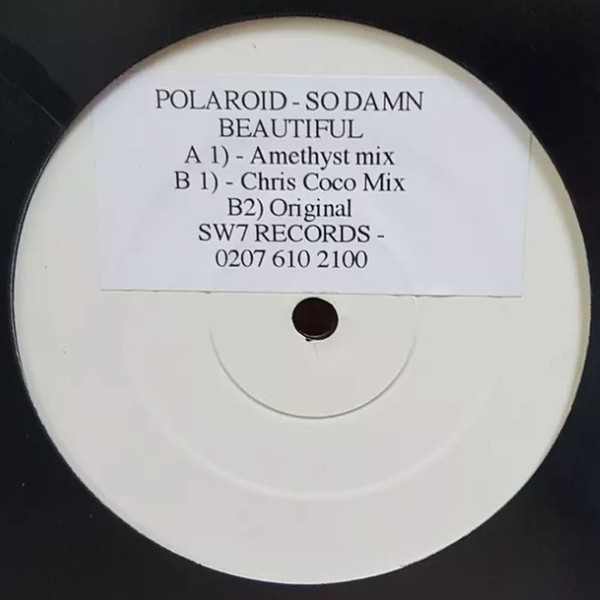 POLAROID - SO DAMN
BEAUTIFUL
A 1) - Amethyst mix
B 1) - Chris Coco Mix
B2) Original
SW7 RECORDS -
0207 610 2100